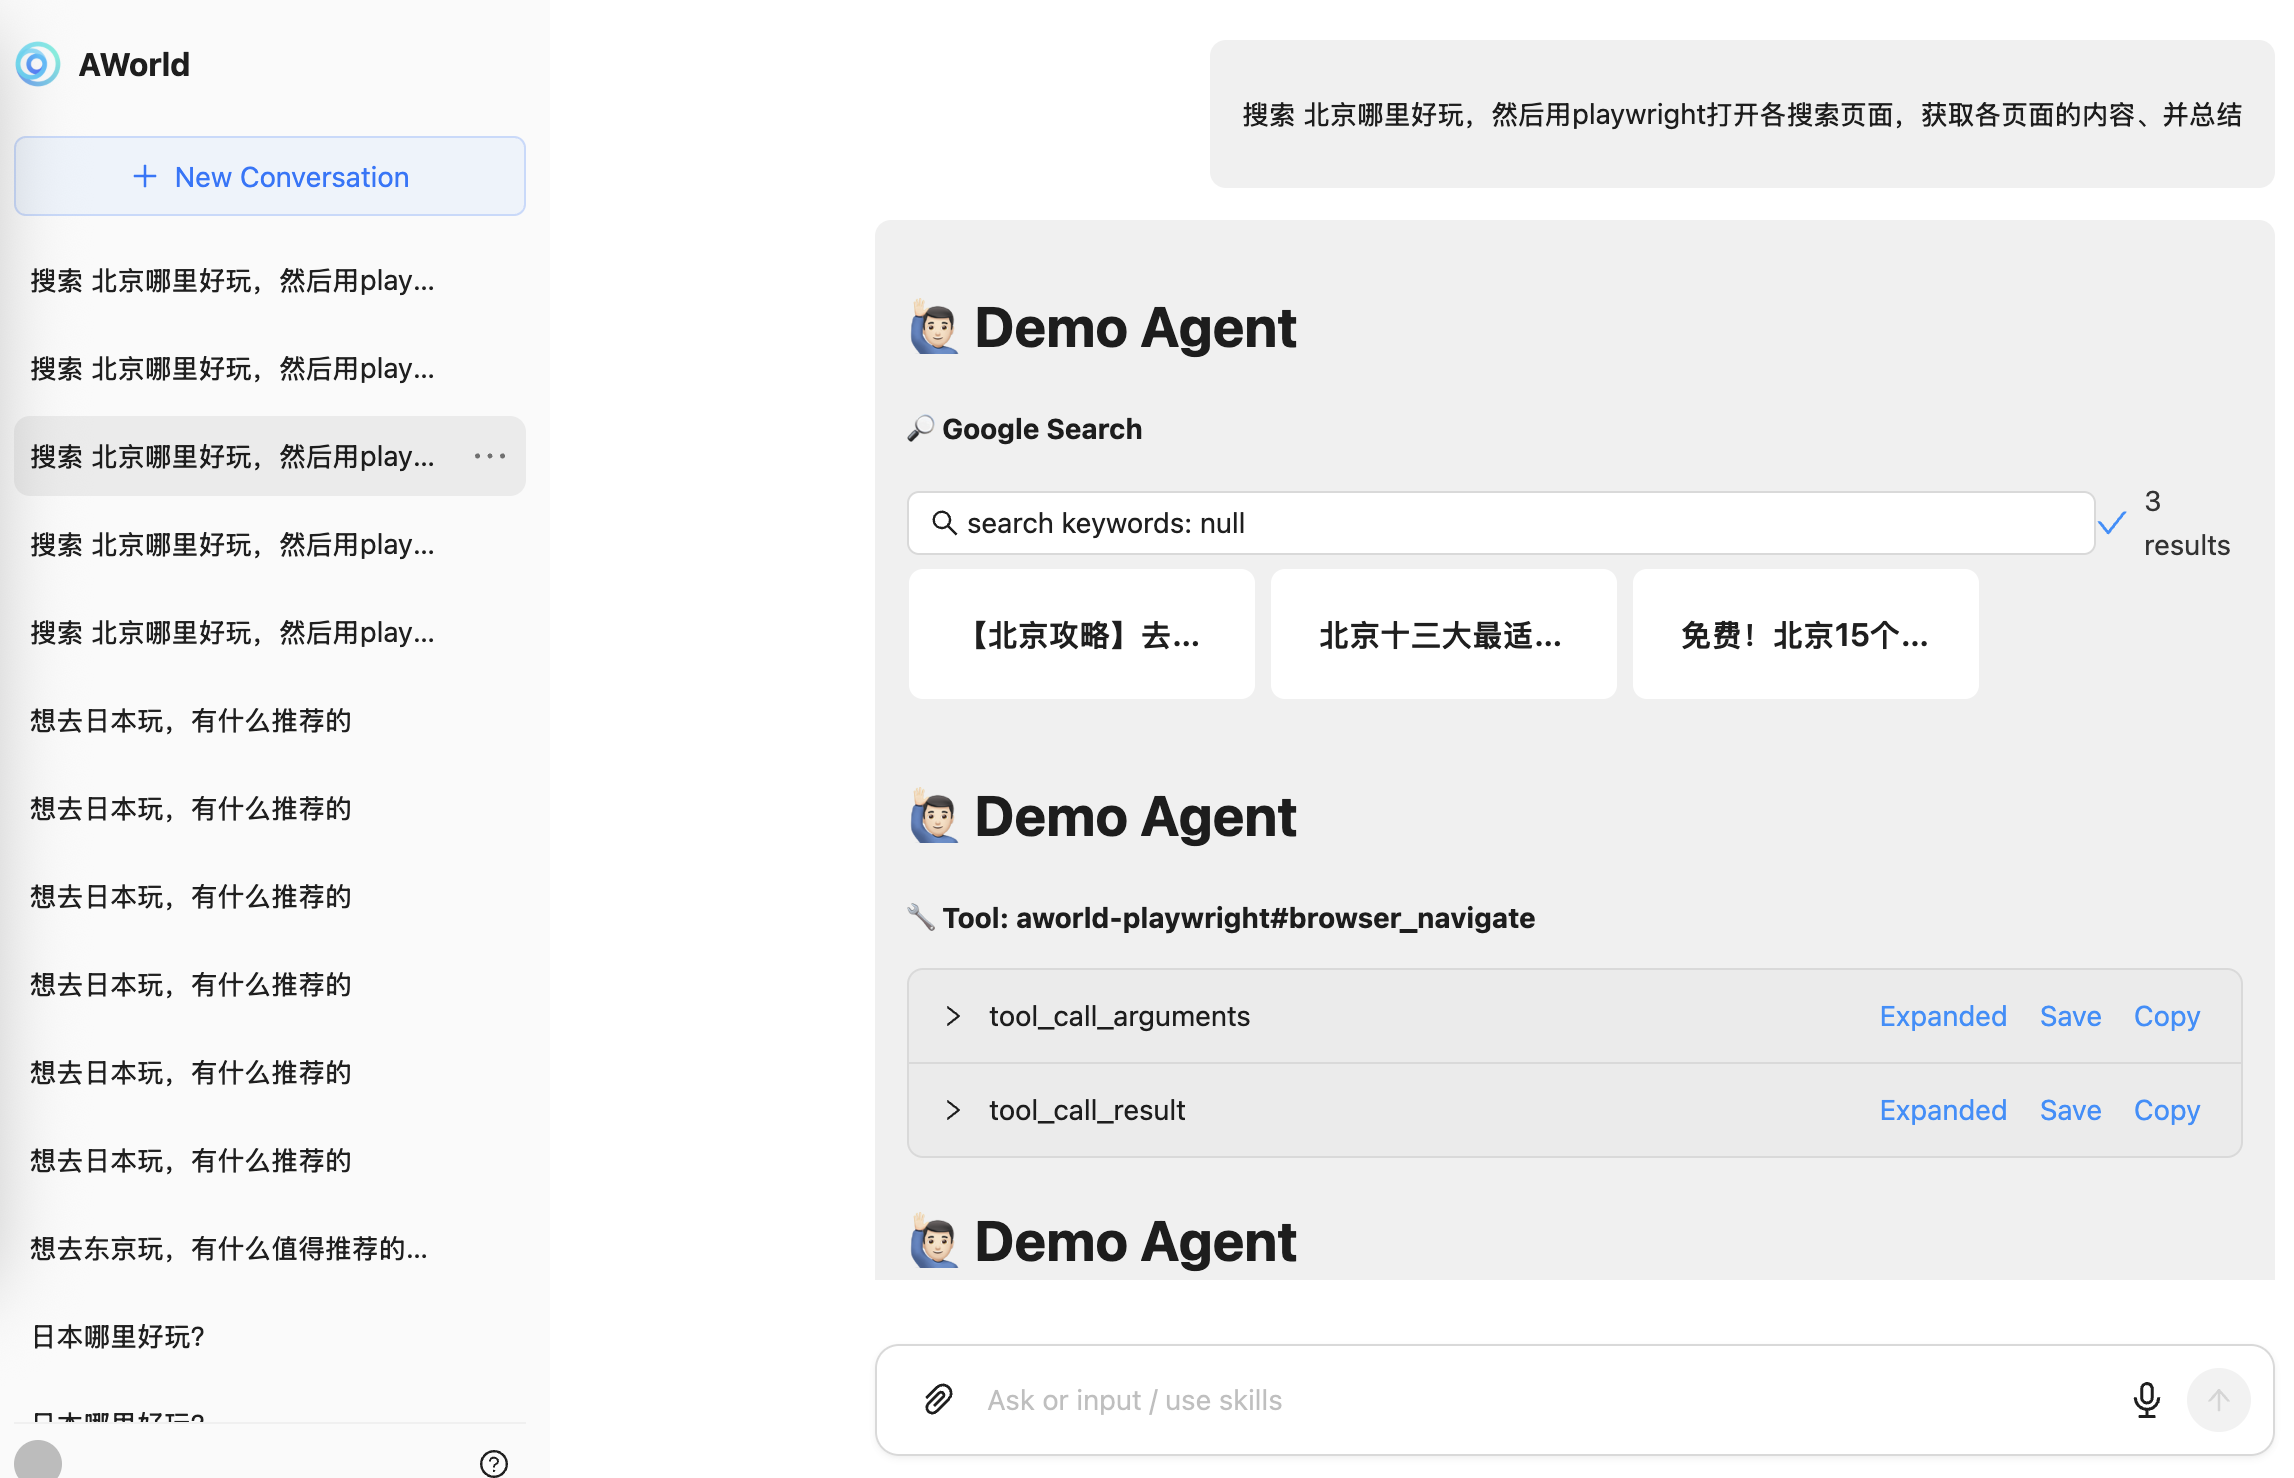 AWorld
New Conversation
搜索 北京哪里好玩，然后用play...
搜索 北京哪里好玩，然后用play...
搜索 北京哪里好玩，然后用play...
搜索 北京哪里好玩，然后用play...
搜索 北京哪里好玩，然后用play...
想去日本玩，有什么推荐的
想去日本玩，有什么推荐的
想去日本玩，有什么推荐的
想去日本玩，有什么推荐的
想去日本玩，有什么推荐的
想去日本玩，有什么推荐的
想去东京玩，有什么值得推荐的...
日本哪里好玩?
日本哪里好玩?
搜索 北京哪里好玩，然后用playwright打开各搜索页面，获取各页面的内容、并总结
Demo Agent
Google Search
search keywords: null
3
results
【北京攻略】去...
北京十三大最适...
免费！北京15个...
Demo Agent
Tool: aworld-playwright#browser_navigate
tool_call_arguments Expanded Save Copy
tool_call_result Expanded Save Copy
Demo Agent
Ask or input / use skills